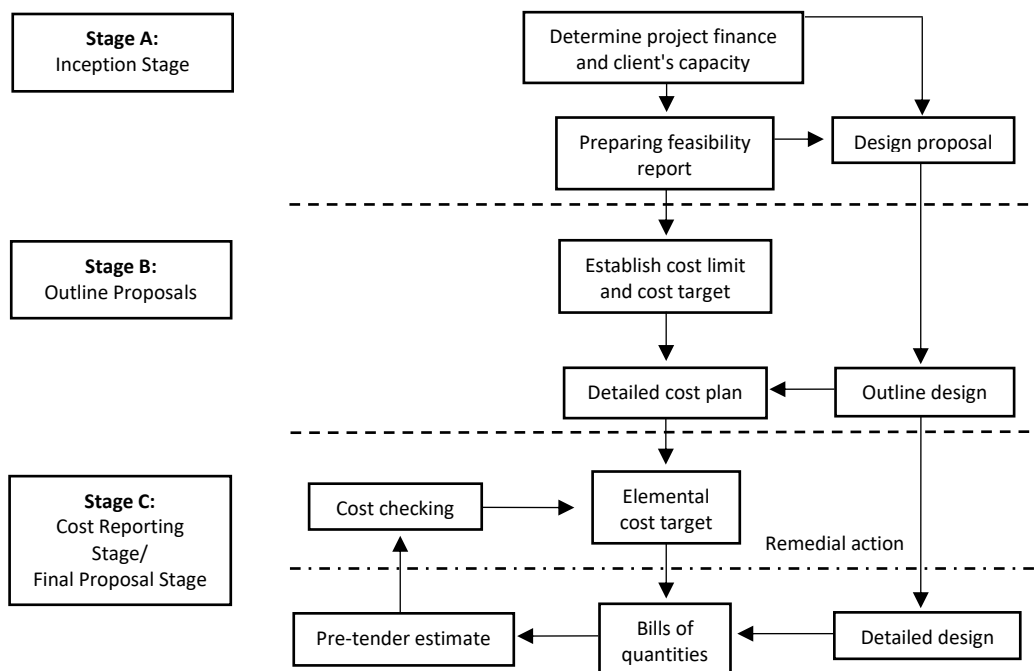 Stage A:
Inception Stage
Determine project finance
and client's capacity
Preparing feasibility
report
Design proposal
Stage B:
Outline Proposals
Establish cost limit
and cost target
Detailed cost plan
Outline design
Stage C:
Cost Reporting
Stage/
Final Proposal Stage
Cost checking
Elemental
cost target
Remedial action
Pre-tender estimate
Bills of
quantities
Detailed design